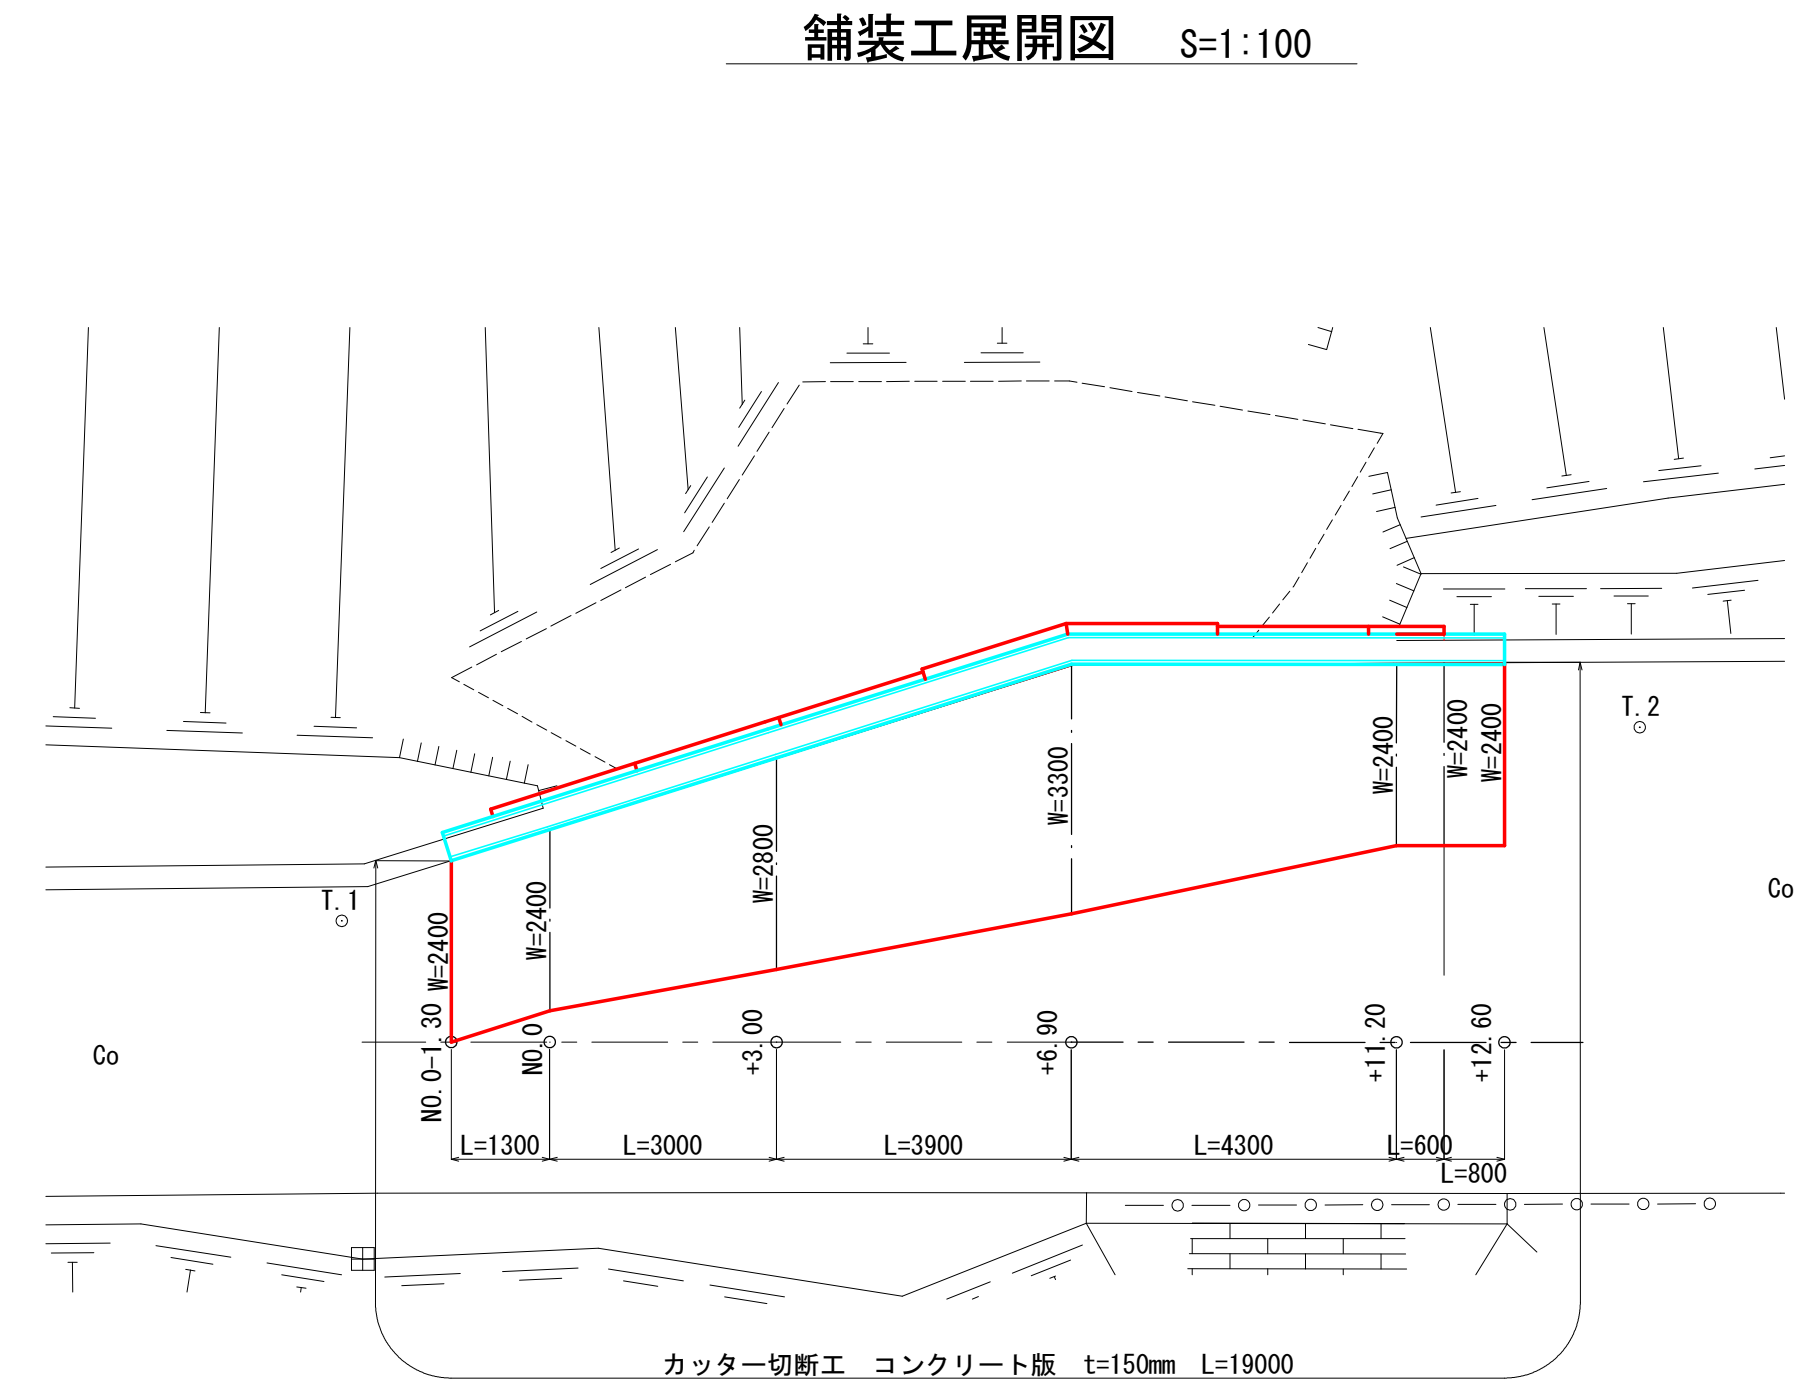 舗装工展開図 S=1:100
T.2
T.1
Co
Co
W=2400
W=2400
W=2800
W=3300
W=2400
W=2400
W=2400
NO.0-1.30
NO.0
+3.00
+6.90
+11.20
+12.60
L=1300
L=3000
L=3900
L=4300
L=600
L=800
カッター切断工 コンクリート版 t=150mm L=19000